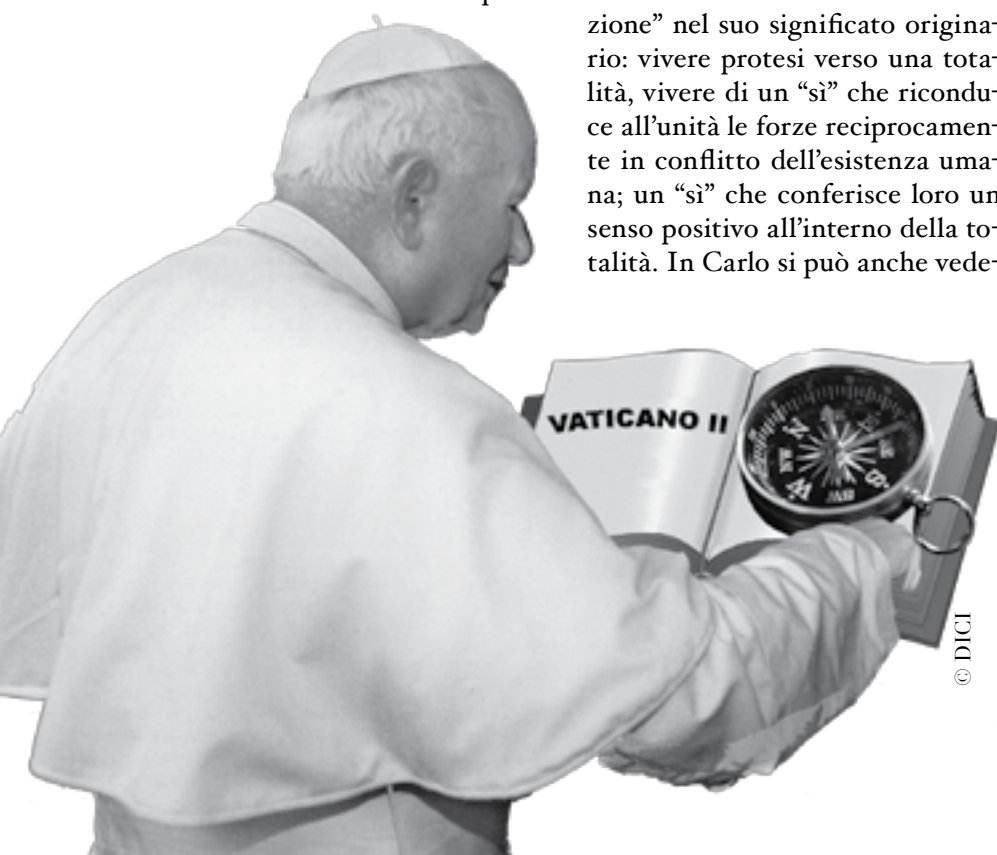 zione” nel suo significato origina-
rio: vivere protesi verso una tota-
lità, vivere di un “sì” che ricondu-
ce all’unità le forze reciprocamen-
te in conflitto dell’esistenza uma-
na; un “sì” che conferisce loro un
senso positivo all’interno della to-
talità. In Carlo si può anche vede-
VATICANO II
N
NW
W
SW
S
© DICI